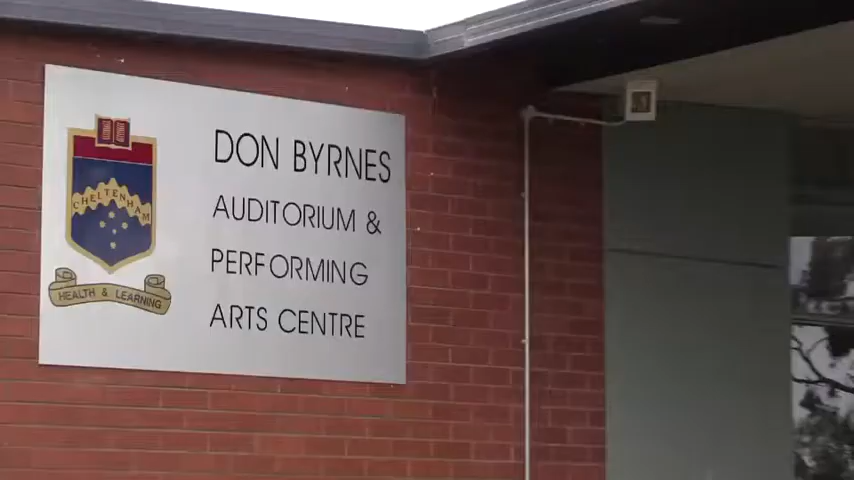 CHELTENHAM
HEALTH & LEARNING
DON BYRNES
AUDITORIUM &
PERFORMING
ARTS CENTRE